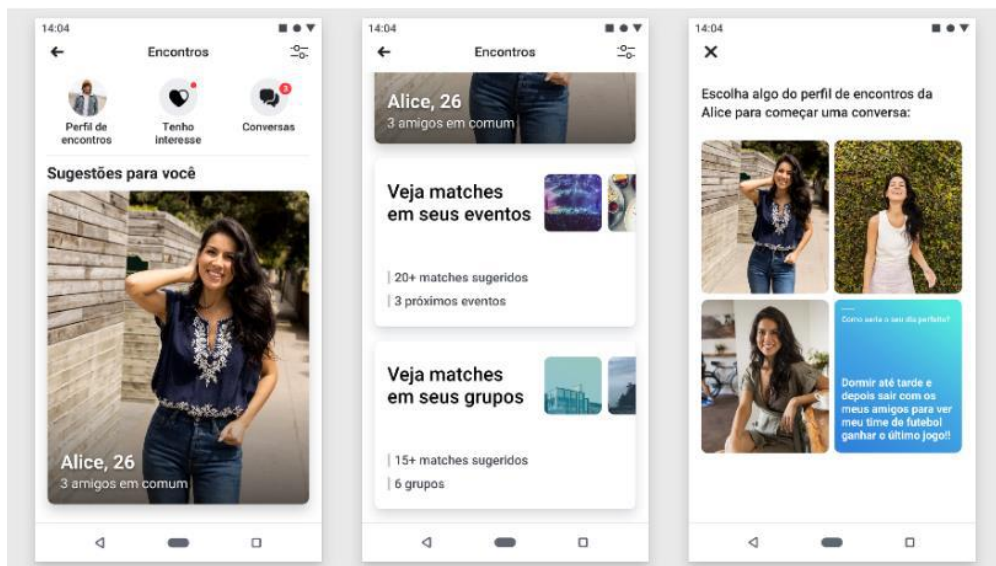 14:04
Encontros
Perfil de
encontros
Tenho
interesse
3
Conversas
Sugestões para você
Alice, 26
3 amigos em comum
14:04
Encontros
Alice, 26
3 amigos em comum
Veja matches
em seus eventos
20+ matches sugeridos
3 próximos eventos
Veja matches
em seus grupos
15+ matches sugeridos
6 grupos
14:04
Escolha algo do perfil de encontros da
Alice para começar uma conversa:
Como seria o seu dia perfeito?
Dormir até tarde e
depois sair com os
meus amigos para ver
meu time de futebol
ganhar o último jogo!!